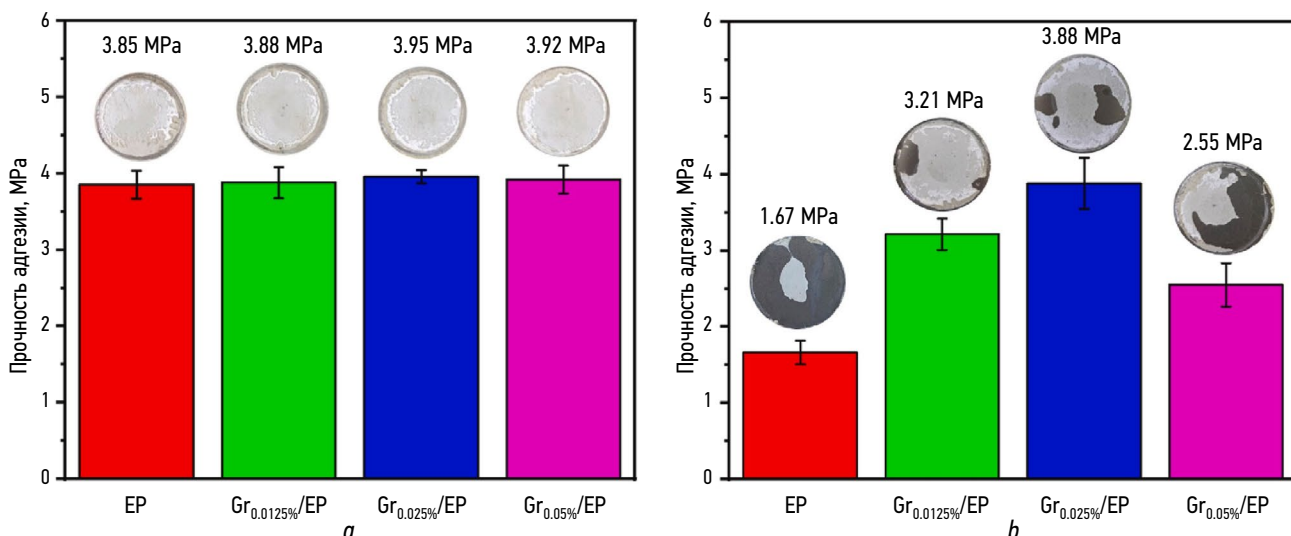 Прочность адгезии, МРа
6
5
4
3
2
1
0
3.85 MPa
3.88 MPa
3.95 MPa
3.92 MPa
EP
Gr0.0125%/EP
Gr0.025%/EP
Gr0.05%/EP
a
Прочность адгезии, МРа
6
5
4
3
2
1
0
1.67 MPa
3.21 MPa
3.88 MPa
2.55 MPa
EP
Gr0.0125%/EP
Gr0.025%/EP
Gr0.05%/EP
b